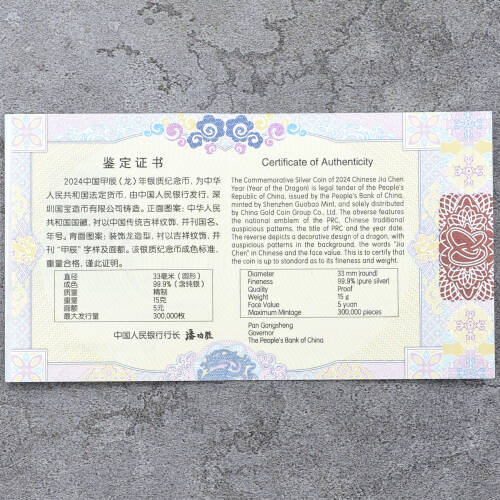 鉴定证书
2024中国甲辰(龙)年银质纪念币,为中华
人民共和国法定货币,由中国人民银行发行,深
圳国宝造币有限公司铸造。正面图案:中华人民共
和国国徽,衬以中国传统吉祥纹饰,并刊国名、
年号。背面图案:装饰龙造型,衬以吉祥纹饰,并
刊“甲辰”字样及面额。该银质纪念币成色标准,
重量合格,谨此证明。
直径 33毫米(圆形)
成色 99.9%(含纯银)
质量 精制
重量 15克
面额 5元
最大发行量 300,000枚
中国人民银行行长 潘功胜
Certificate of Authenticity
The Commemorative Silver Coin of 2024 Chinese Jia Chen
Year (Year of the Dragon) is legal tender of the People's
Republic of China, issued by the People's Bank of China,
minted by Shenzhen Guobao Mint, and solely distributed
by China Gold Coin Group Co., Ltd. The obverse features
the national emblem of the PRC, Chinese traditional
auspicious patterns, the title of PRC and the year date.
The reverse depicts a decorative design of a dragon, with
auspicious patterns in the background, the words "Jia
Chen" in Chinese and the face value. This is to certify that
the coin is up to standard as to its fineness and weight.
Diameter 33 mm (round)
Fineness 99.9% (pure silver)
Quality Proof
Weight 15 g
Face Value 5 yuan
Maximum Mintage 300,000 pieces
Pan Gongsheng
Governor
The People's Bank of China